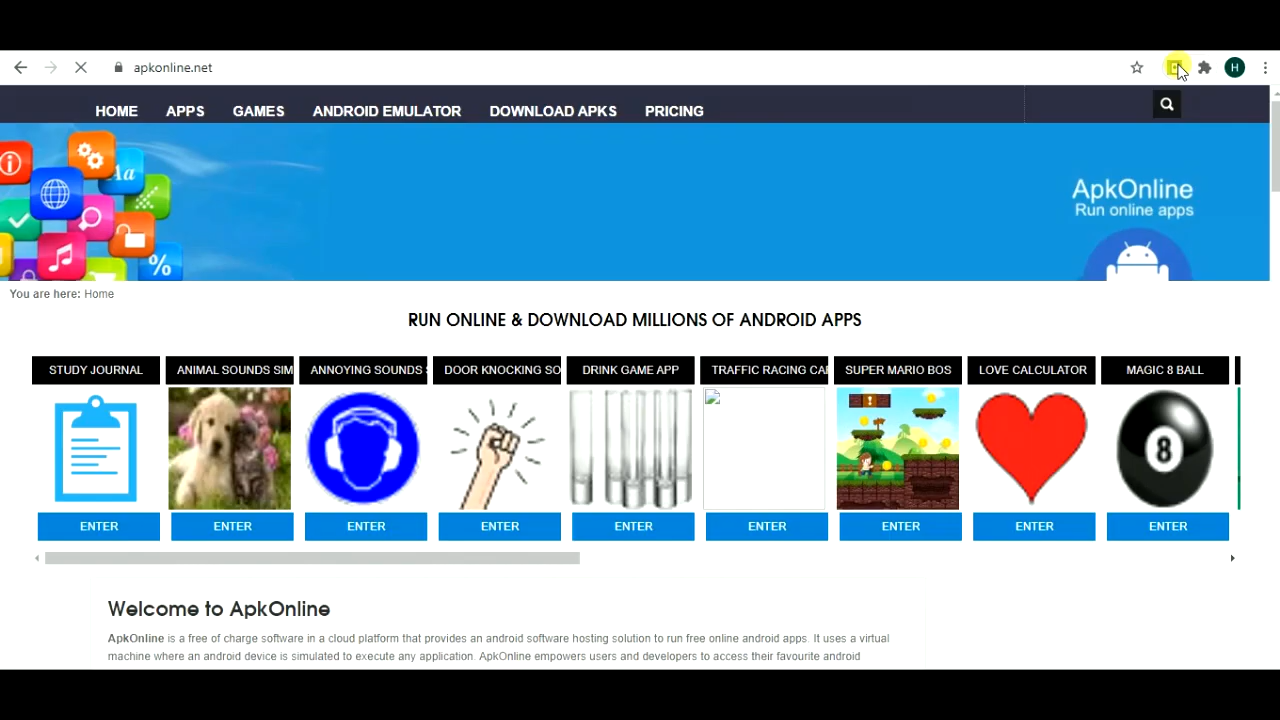 apkonline.net
H
HOME APPS GAMES ANDROID EMULATOR DOWNLOAD APKS PRICING
Aa
%
ApkOnline
Run online apps
You are here: Home
RUN ONLINE & DOWNLOAD MILLIONS OF ANDROID APPS
STUDY JOURNAL ANIMAL SOUNDS SIM ANNOYING SOUNDS S DOOR KNOCKING SO DRINK GAME APP TRAFFIC RACING CAR SUPER MARIO BOS LOVE CALCULATOR MAGIC 8 BALL
8
ENTER ENTER ENTER ENTER ENTER ENTER ENTER ENTER ENTER
Welcome to ApkOnline
ApkOnline is a free of charge software in a cloud platform that provides an android software hosting solution to run free online android apps. It uses a virtual
machine where an android device is simulated to execute any application. ApkOnline empowers users and developers to access their favourite android